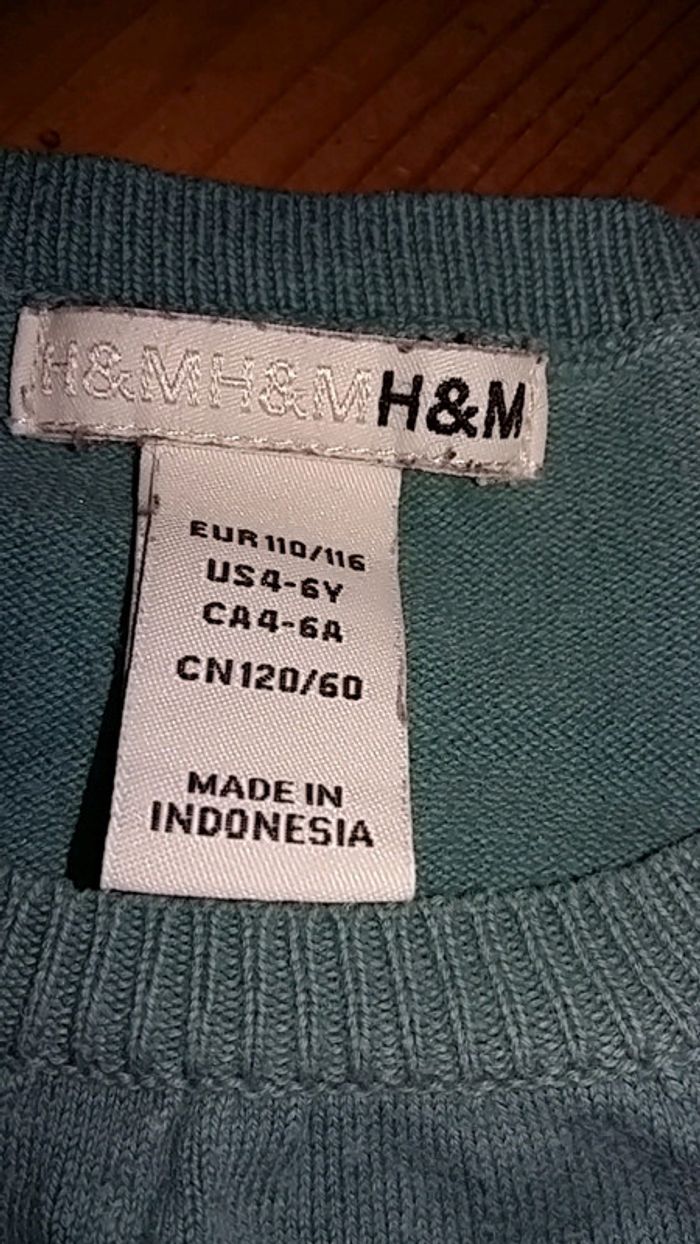 H&MH&MH&M
EUR 110/116
US 4-6Y
CA 4-6A
CN 120/60
MADE IN
INDONESIA